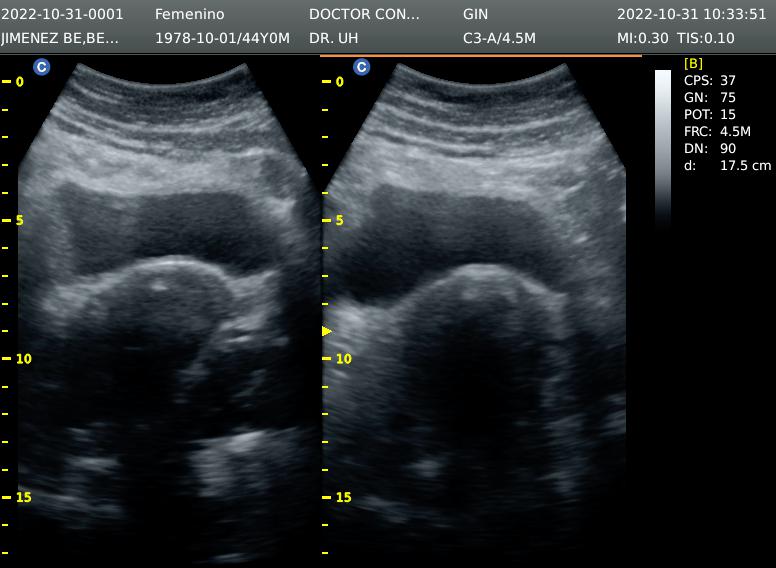 2022-10-31-0001 Femenino DOCTOR CON... GIN 2022-10-31 10:33:51
JIMENEZ BE,BE... 1978-10-01/44Y0M DR. UH C3-A/4.5M MI:0.30 TIS:0.10
C C [B]
0 0 CPS: 37
GN: 75
POT: 15
FRC: 4.5M
DN: 90
d: 17.5 cm
5 5
10 10
15 15